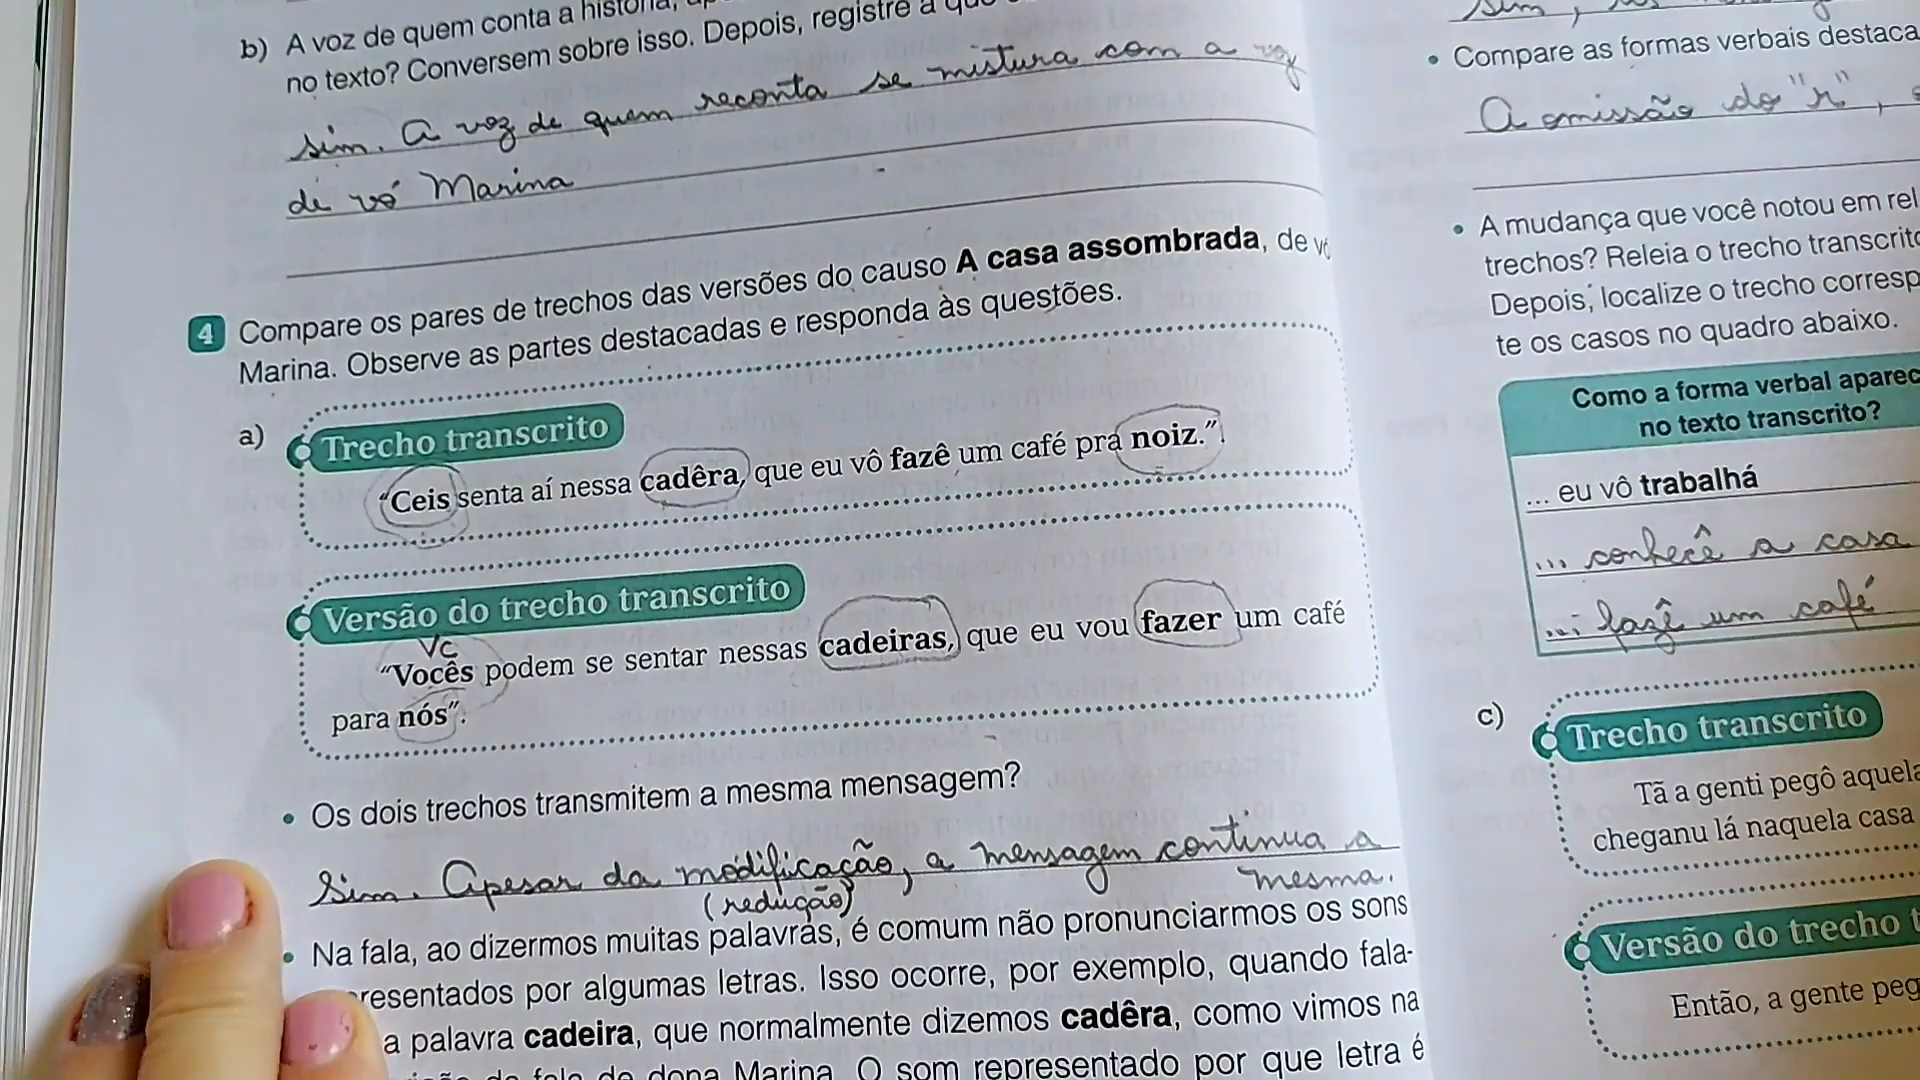 b) A voz de quem conta a história,
no texto? Conversem sobre isso. Depois, registre a
sim. A voz de quem reconta se mistura com a voz
de vó Marina
4 Compare os pares de trechos das versões do causo A casa assombrada, de vó
Marina. Observe as partes destacadas e responda às questões.
a) Trecho transcrito
“Ceis senta aí nessa cadêra, que eu vô fazê um café pra noiz.”.
Versão do trecho transcrito
Vc
“Vocês podem se sentar nessas cadeiras, que eu vou fazer um café
para nós”.
• Os dois trechos transmitem a mesma mensagem?
Sim. Apesar da modificação, a mensagem continua a
(redução) mesma.
• Na fala, ao dizermos muitas palavras, é comum não pronunciarmos os sons
resentados por algumas letras. Isso ocorre, por exemplo, quando fala-
a palavra cadeira, que normalmente dizemos cadêra, como vimos na
de fala de dona Marina. O som representado por que letra é
sim,
• Compare as formas verbais destaca
A omissão do "r",
• A mudança que você notou em rel
trechos? Releia o trecho transcrito
Depois, localize o trecho corresp
te os casos no quadro abaixo.
Como a forma verbal aparec
no texto transcrito?
... eu vô trabalhá
... conhecê a casa
... fazê um café
c) Trecho transcrito
Tã a genti pegô aquela
cheganu lá naquela casa
Versão do trecho t
Então, a gente peg